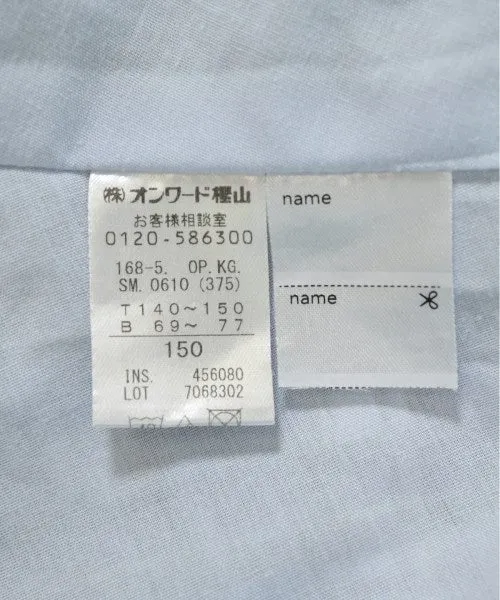 (株)オンワード樫山
お客様相談室
0120-586300
168-5. OP.KG.
SM. 0610 (375)
T 140〜150
B 69〜 77
150
INS. 456080
LOT 7068302
name
name